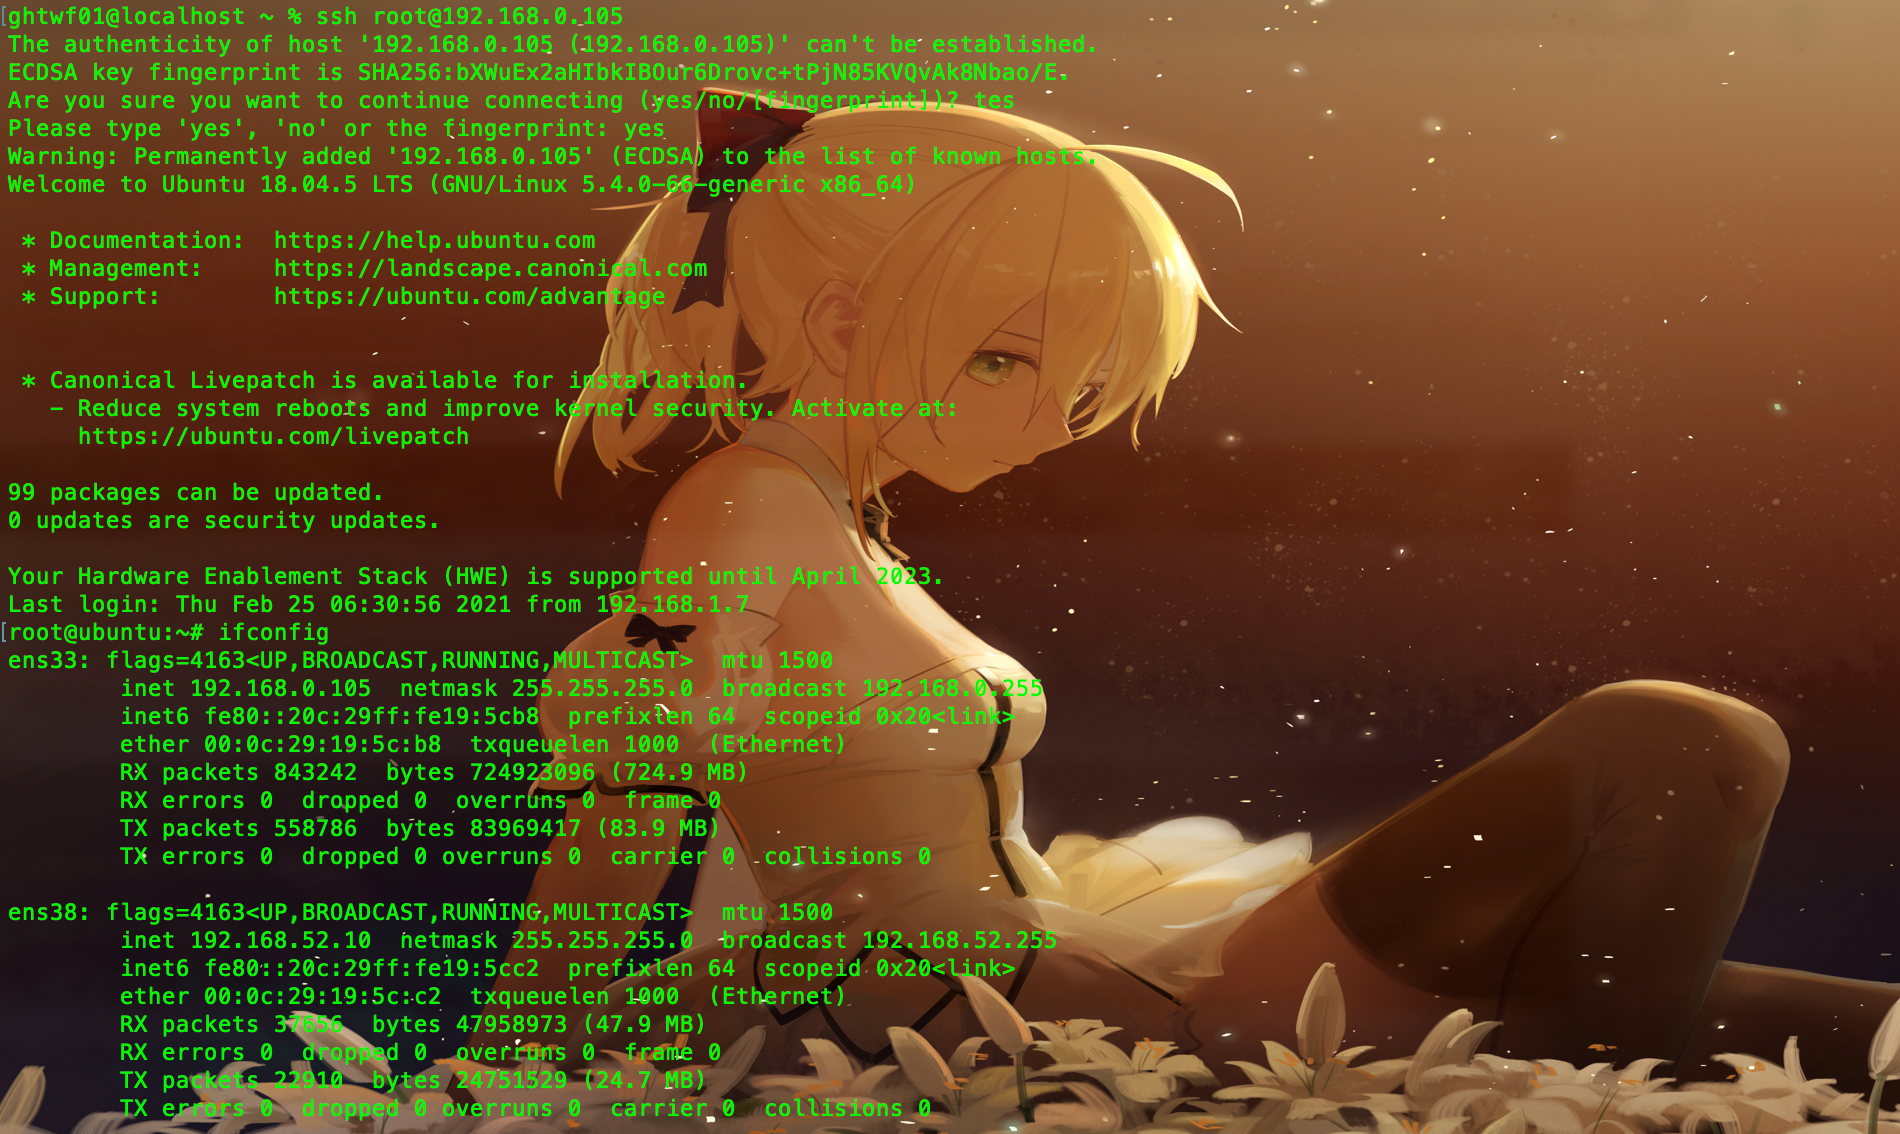 [ghtwf01@localhost ~ % ssh root@192.168.0.105
The authenticity of host '192.168.0.105 (192.168.0.105)' can't be established.
ECDSA key fingerprint is SHA256:bXWuEx2aHIbkIBOur6Drovc+tPjN85KVQvAk8Nbao/E.
Are you sure you want to continue connecting (yes/no/[fingerprint])? tes
Please type 'yes', 'no' or the fingerprint: yes
Warning: Permanently added '192.168.0.105' (ECDSA) to the list of known hosts.
Welcome to Ubuntu 18.04.5 LTS (GNU/Linux 5.4.0-66-generic x86_64)
 * Documentation:  https://help.ubuntu.com
 * Management:     https://landscape.canonical.com
 * Support:        https://ubuntu.com/advantage
 * Canonical Livepatch is available for installation.
   - Reduce system reboots and improve kernel security. Activate at:
     https://ubuntu.com/livepatch
99 packages can be updated.
0 updates are security updates.
Your Hardware Enablement Stack (HWE) is supported until April 2023.
Last login: Thu Feb 25 06:30:56 2021 from 192.168.1.7
[root@ubuntu:~# ifconfig
ens33: flags=4163<UP,BROADCAST,RUNNING,MULTICAST>  mtu 1500
        inet 192.168.0.105  netmask 255.255.255.0  broadcast 192.168.0.255
        inet6 fe80::20c:29ff:fe19:5cb8  prefixlen 64  scopeid 0x20<link>
        ether 00:0c:29:19:5c:b8  txqueuelen 1000  (Ethernet)
        RX packets 843242  bytes 724923096 (724.9 MB)
        RX errors 0  dropped 0  overruns 0  frame 0
        TX packets 558786  bytes 83969417 (83.9 MB)
        TX errors 0  dropped 0 overruns 0  carrier 0  collisions 0
ens38: flags=4163<UP,BROADCAST,RUNNING,MULTICAST>  mtu 1500
        inet 192.168.52.10  netmask 255.255.255.0  broadcast 192.168.52.255
        inet6 fe80::20c:29ff:fe19:5cc2  prefixlen 64  scopeid 0x20<link>
        ether 00:0c:29:19:5c:c2  txqueuelen 1000  (Ethernet)
        RX packets 37656  bytes 47958973 (47.9 MB)
        RX errors 0  dropped 0  overruns 0  frame 0
        TX packets 22910  bytes 24751529 (24.7 MB)
        TX errors 0  dropped 0 overruns 0  carrier 0  collisions 0